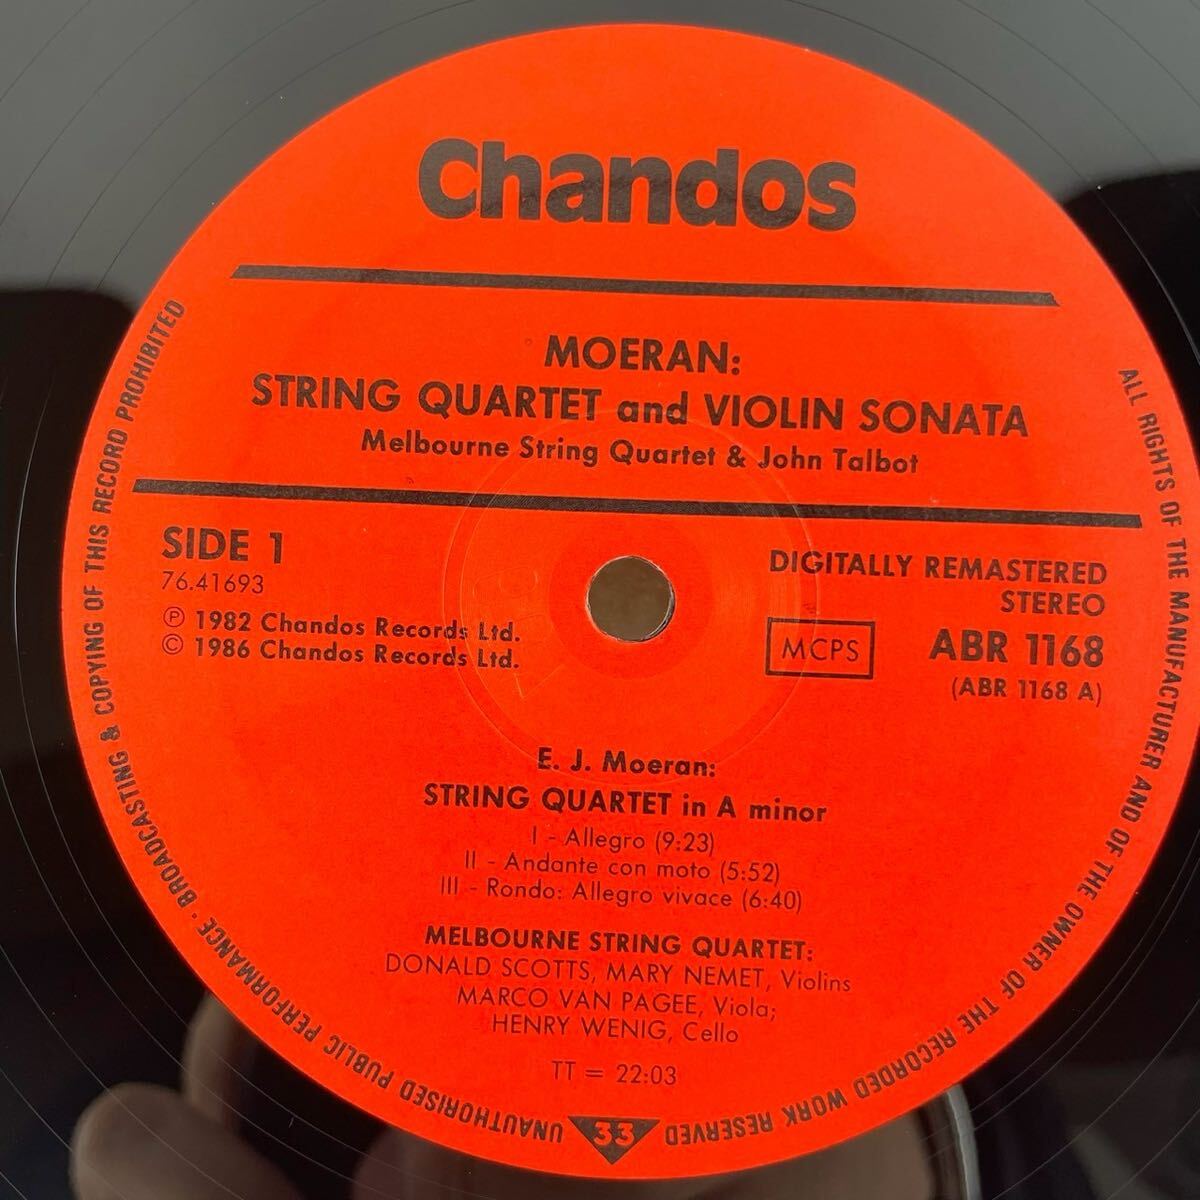 Chandos
MOERAN:
STRING QUARTET and VIOLIN SONATA
Melbourne String Quartet & John Talbot
SIDE 1
76.41693
℗ 1982 Chandos Records Ltd.
© 1986 Chandos Records Ltd.
DIGITALLY REMASTERED
STEREO
MCPS
ABR 1168
(ABR 1168 A)
E. J. Moeran:
STRING QUARTET in A minor
I - Allegro (9:23)
II - Andante con moto (5:52)
III - Rondo: Allegro vivace (6:40)
MELBOURNE STRING QUARTET:
DONALD SCOTTS, MARY NEMET, Violins
MARCO VAN PAGEE, Viola;
HENRY WENIG, Cello
TT = 22:03
33
ALL RIGHTS OF THE MANUFACTURER AND OF THE OWNER OF THE RECORDED WORK RESERVED
UNAUTHORISED PUBLIC PERFORMANCE · BROADCASTING & COPYING OF THIS RECORD PROHIBITED